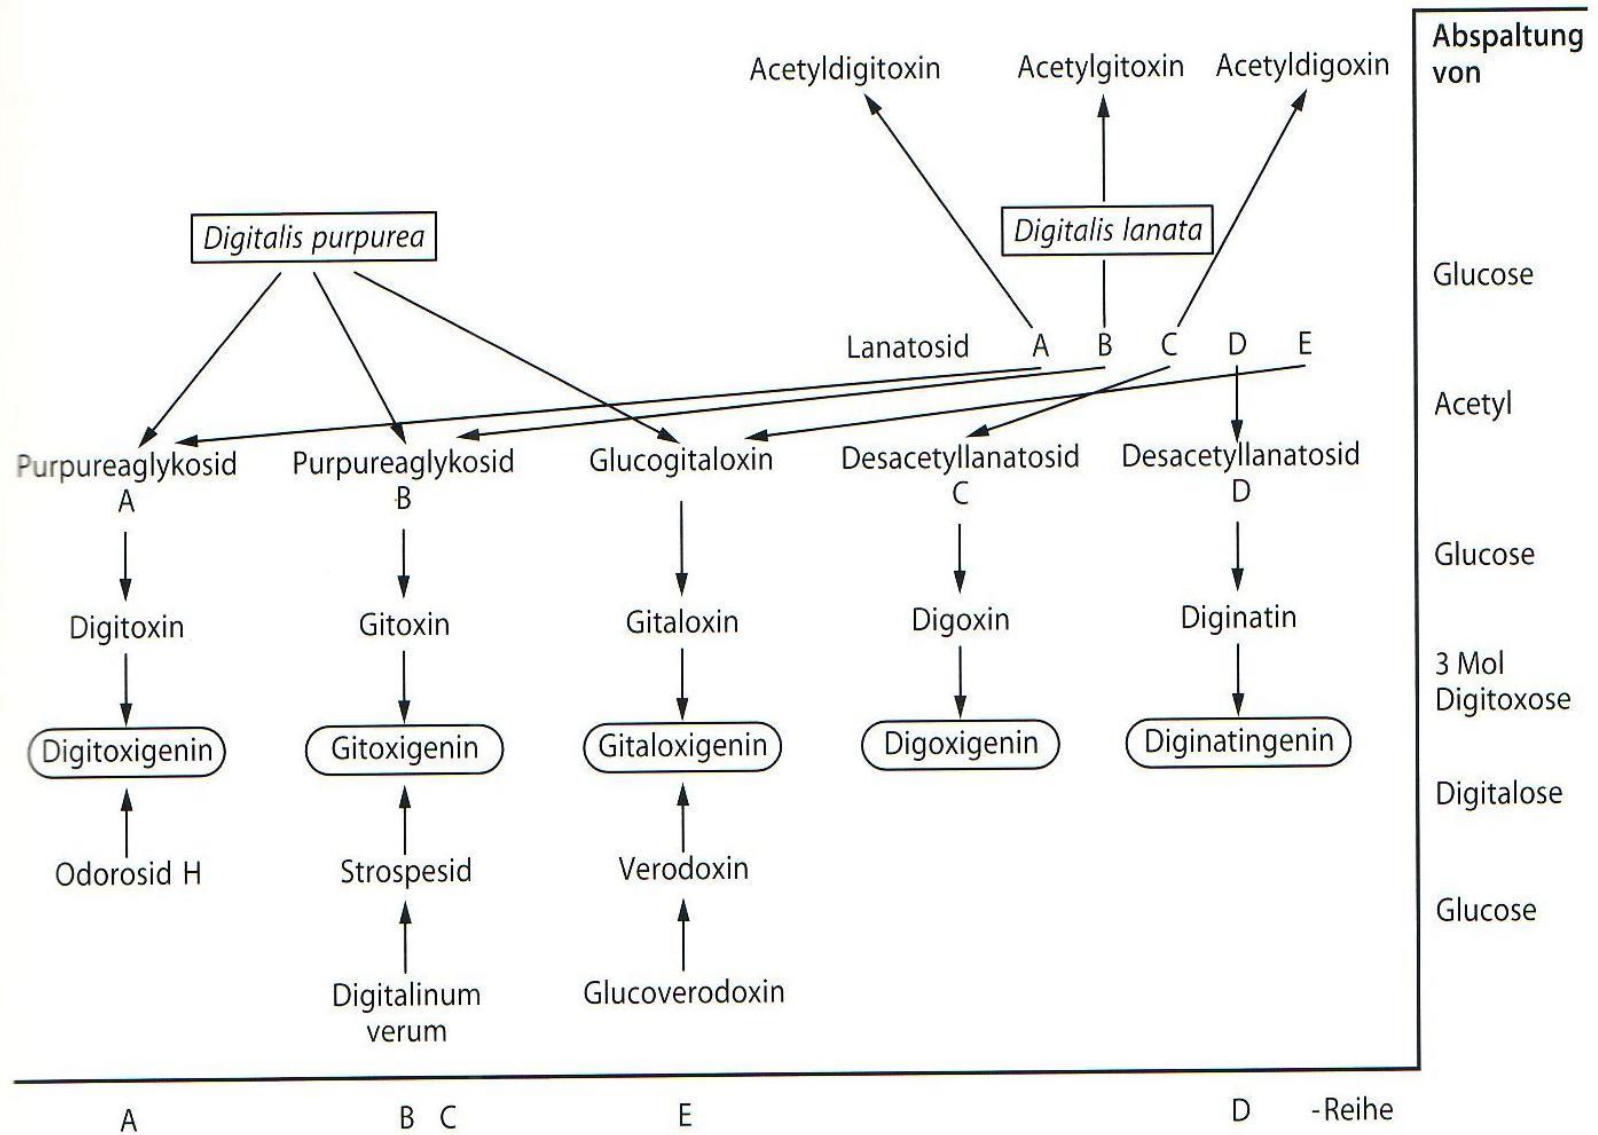 Abspaltung
von
Acetyldigitoxin Acetylgitoxin Acetyldigoxin
Digitalis purpurea
Digitalis lanata
Glucose
Lanatosid A B C D E
Acetyl
Purpureaglykosid Purpureaglykosid Glucogitaloxin Desacetyllanatosid Desacetyllanatosid
A B C D
Glucose
Digitoxin Gitoxin Gitaloxin Digoxin Diginatin
3 Mol
Digitoxose
Digitoxigenin Gitoxigenin Gitaloxigenin Digoxigenin Diginatingenin
Digitalose
Odorosid H Strospesid Verodoxin
Glucose
Digitalinum Glucoverodoxin
verum
A B C E D -Reihe